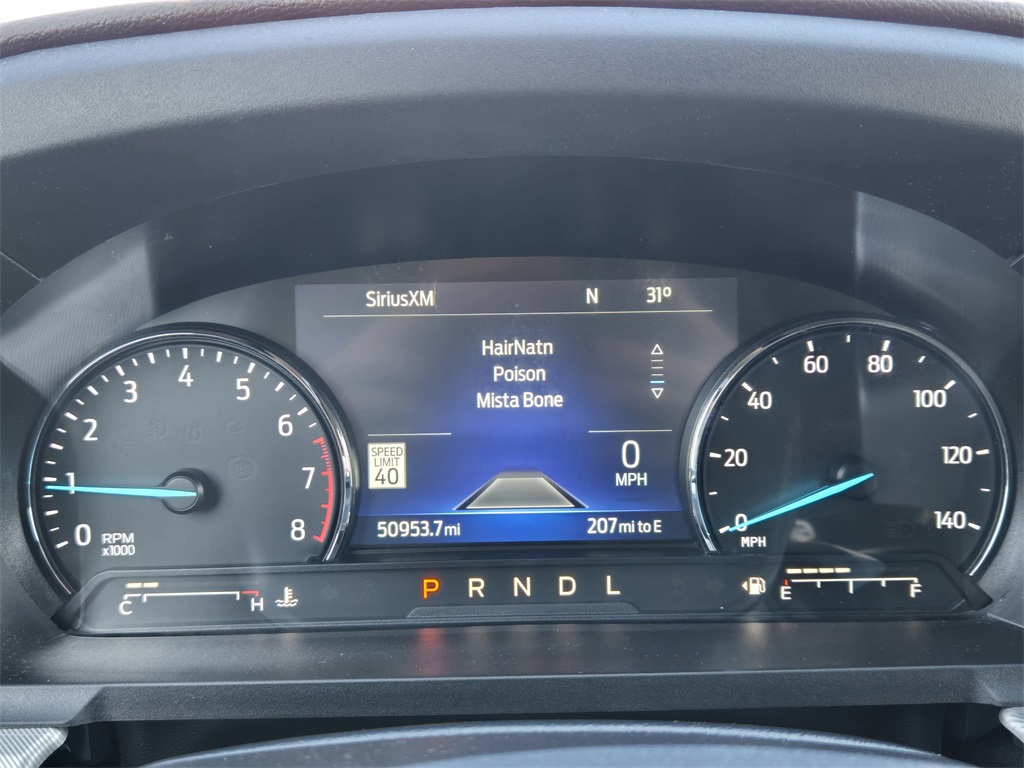 SiriusXM N 31°
HairNatn
Poison
Mista Bone
SPEED
LIMIT
40
0
MPH
50953.7 mi 207 mi to E
0 1 2 3 4 5 6 7 8
RPM
x1000
0 20 40 60 80 100 120 140
MPH
C H P R N D L E F